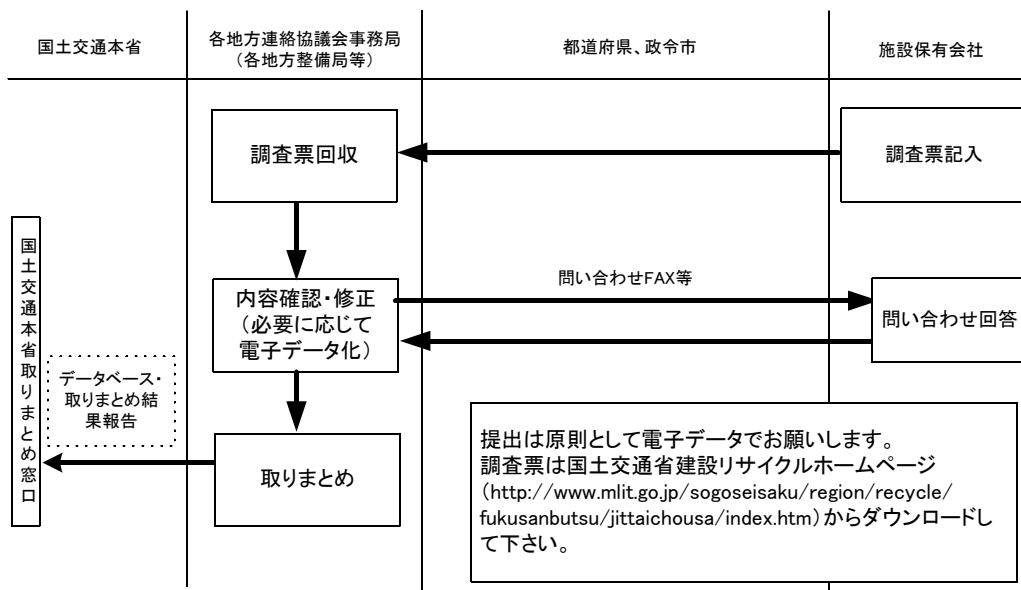 国土交通本省
各地方連絡協議会事務局
（各地方整備局等）
都道府県、政令市
施設保有会社
調査票回収
調査票記入
国土交通本省取りまとめ窓口
内容確認・修正
（必要に応じて
電子データ化）
問い合わせFAX等
問い合わせ回答
データベース・
取りまとめ結
果報告
取りまとめ
提出は原則として電子データでお願いします。
調査票は国土交通省建設リサイクルホームページ
（http://www.mlit.go.jp/sogoseisaku/region/recycle/
fukusanbutsu/jittaichousa/index.htm）からダウンロードし
て下さい。